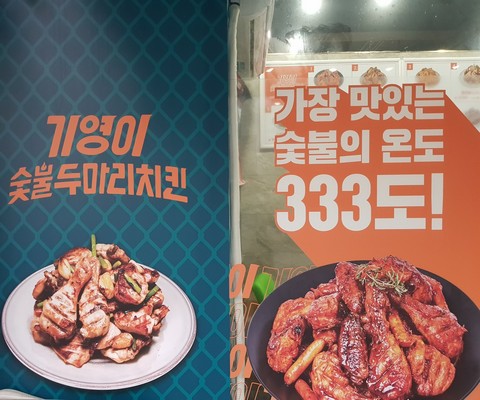 기영이
숯불두마리치킨
가장 맛있는
숯불의 온도
333도!